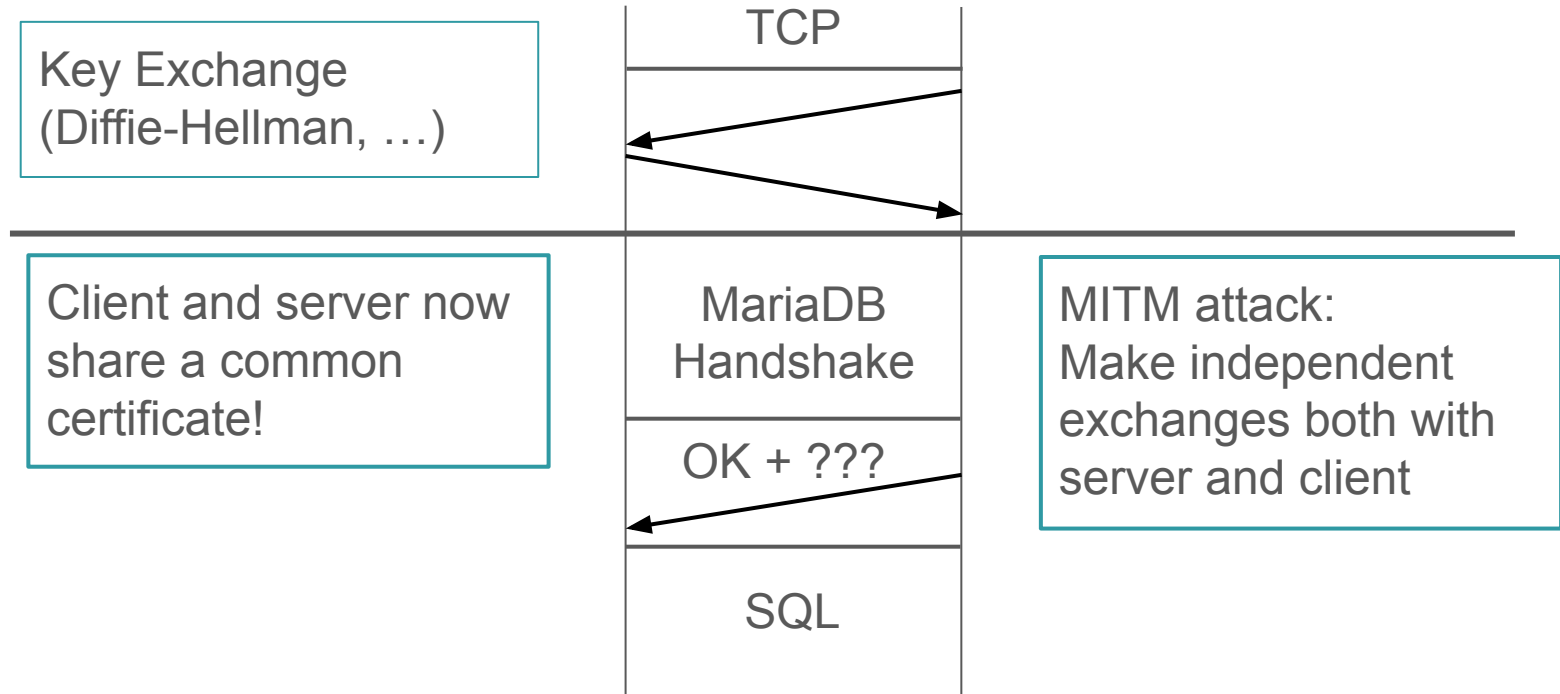 TCP
Key Exchange
(Diffie-Hellman, …)
Client and server now
share a common
certificate!
MariaDB
Handshake
MITM attack:
Make independent
exchanges both with
server and client
OK + ???
SQL